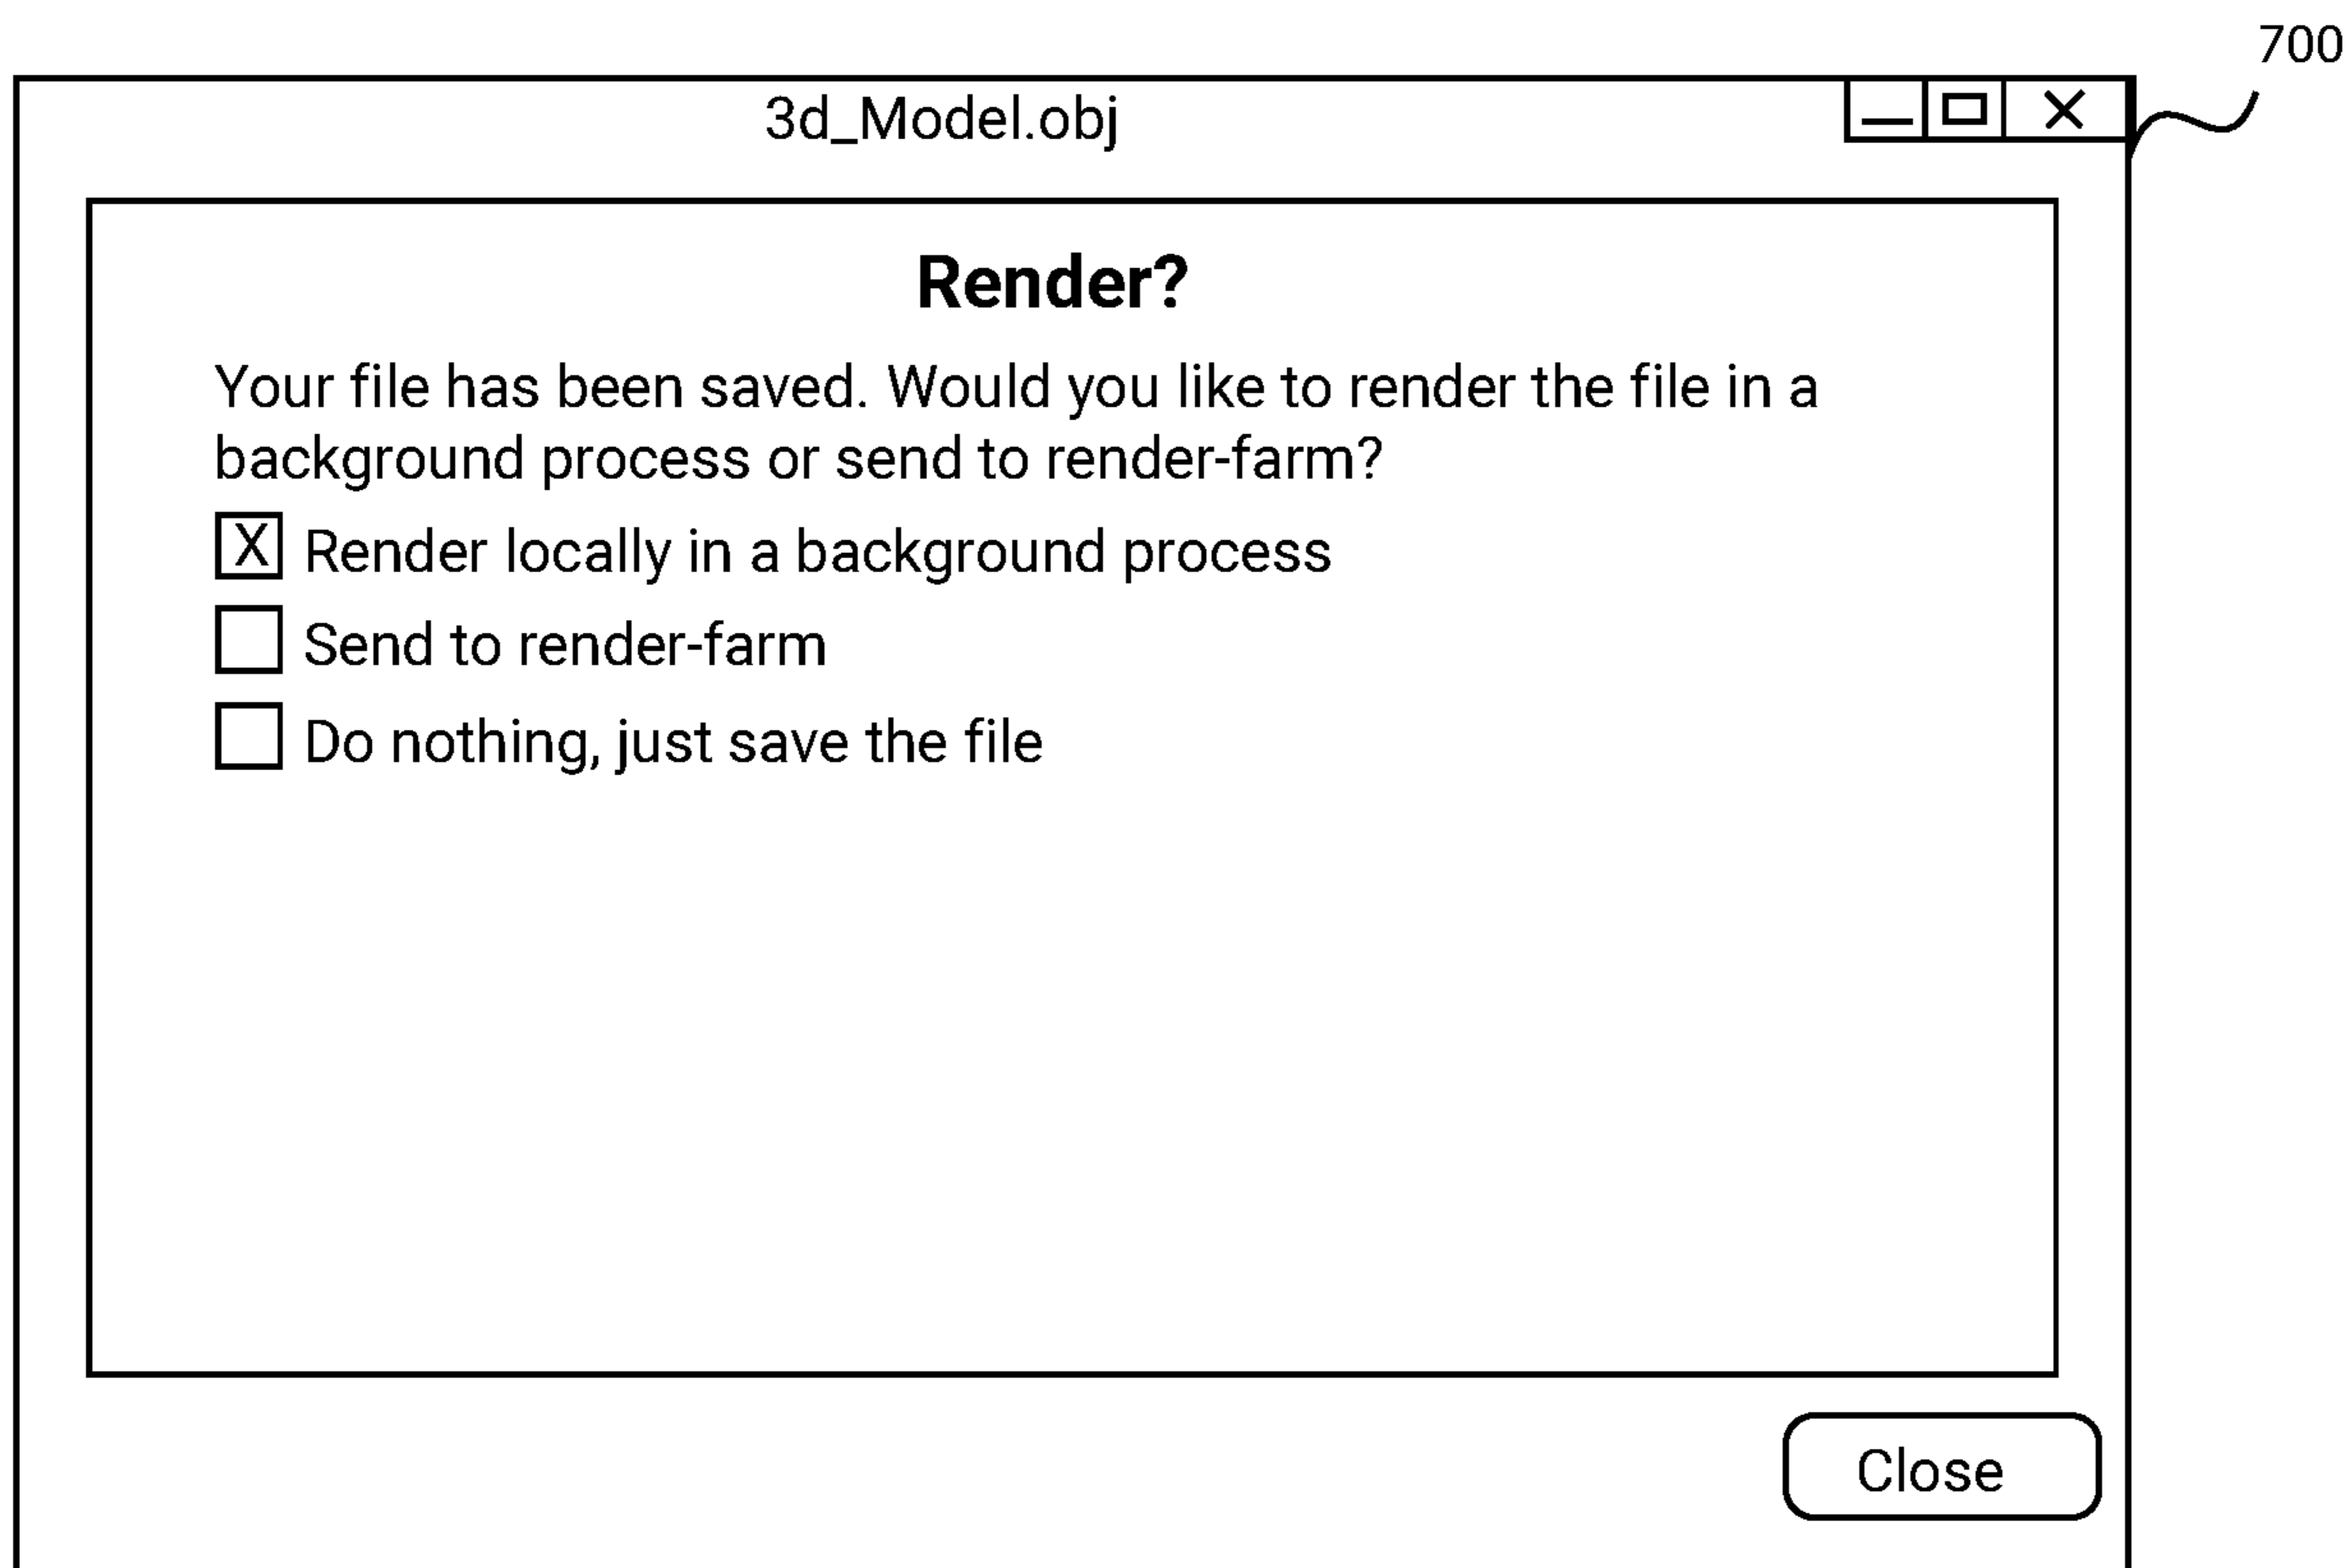 700
3d_Model.obj
Render?
Your file has been saved. Would you like to render the file in a
background process or send to render-farm?
X Render locally in a background process
Send to render-farm
Do nothing, just save the file
Close